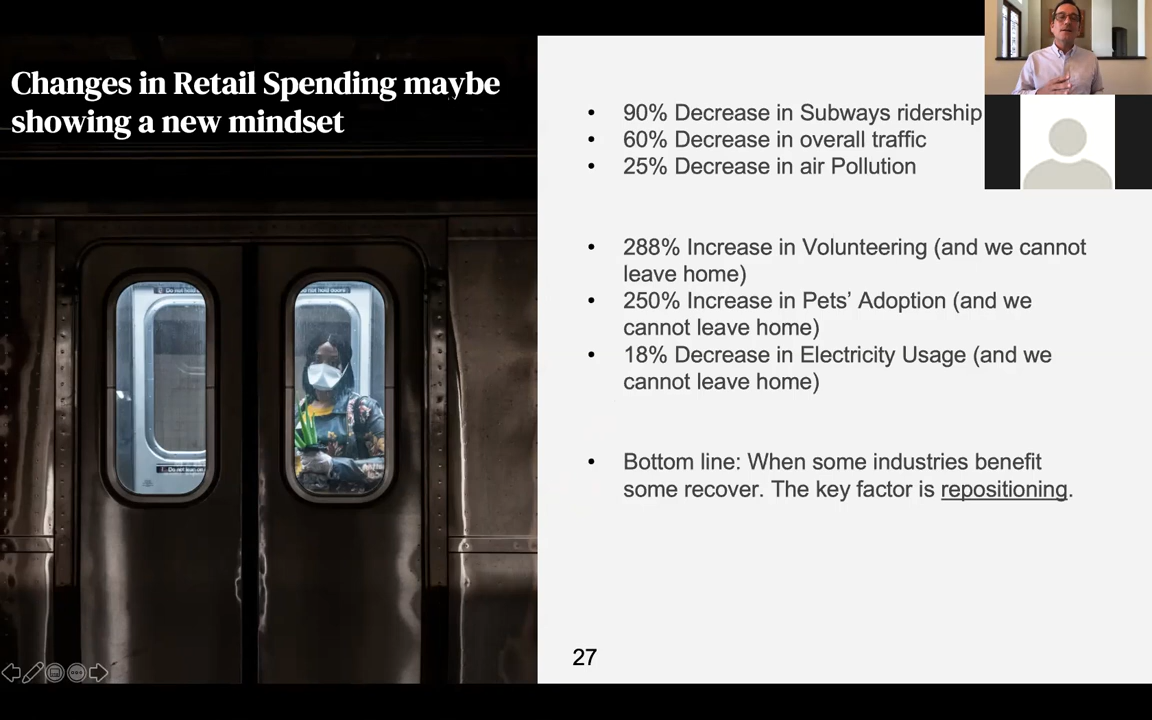 Changes in Retail Spending maybe
showing a new mindset
• 90% Decrease in Subways ridership
• 60% Decrease in overall traffic
• 25% Decrease in air Pollution
• 288% Increase in Volunteering (and we cannot
leave home)
• 250% Increase in Pets’ Adoption (and we
cannot leave home)
• 18% Decrease in Electricity Usage (and we
cannot leave home)
• Bottom line: When some industries benefit
some recover. The key factor is repositioning.
27